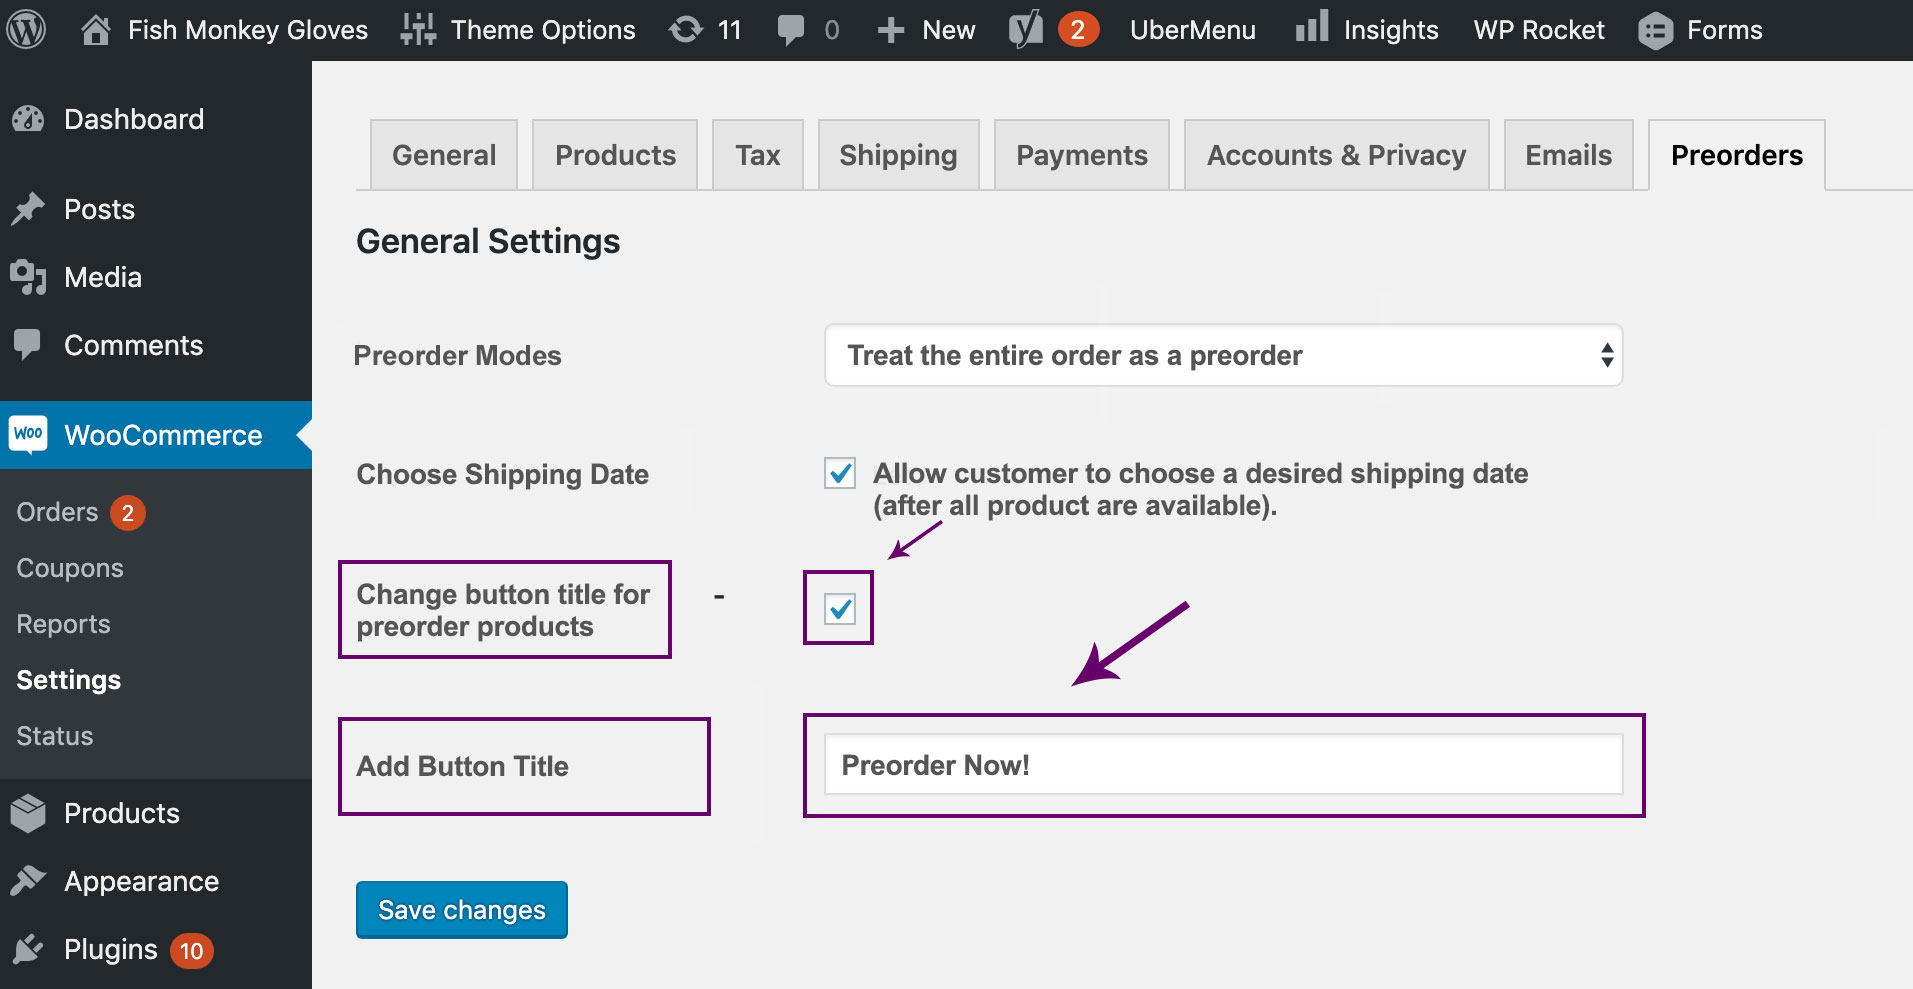 Fish Monkey Gloves Theme Options 11 0 New 2 UberMenu Insights WP Rocket Forms
Dashboard
Posts
Media
Comments
Woo WooCommerce
Orders 2
Coupons
Reports
Settings
Status
Products
Appearance
Plugins 10
General Products Tax Shipping Payments Accounts & Privacy Emails Preorders
General Settings
Preorder Modes Treat the entire order as a preorder
Choose Shipping Date Allow customer to choose a desired shipping date
(after all product are available).
Change button title for -
preorder products
Add Button Title Preorder Now!
Save changes